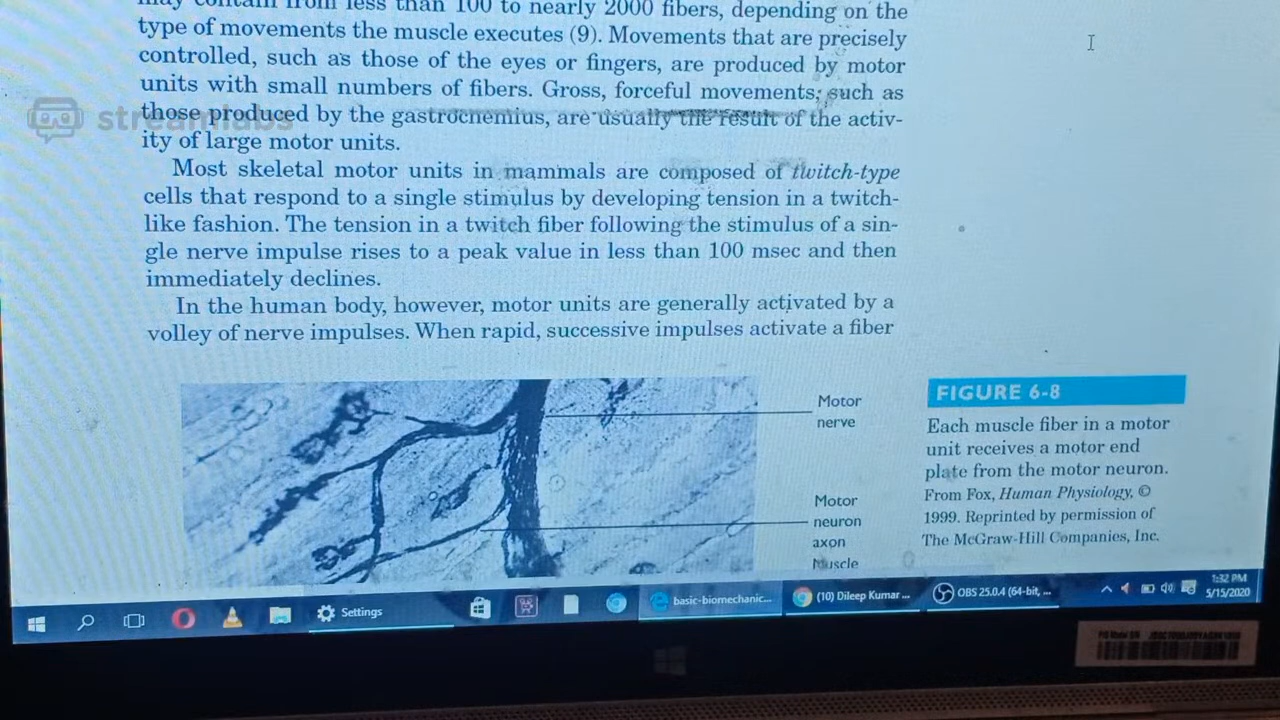 may contain from less than 100 to nearly 2000 fibers, depending on the
type of movements the muscle executes (9). Movements that are precisely
controlled, such as those of the eyes or fingers, are produced by motor
units with small numbers of fibers. Gross, forceful movements, such as
those produced by the gastrocnemius, are usually the result of the activ-
ity of large motor units.
streamlabs
Most skeletal motor units in mammals are composed of twitch-type
cells that respond to a single stimulus by developing tension in a twitch-
like fashion. The tension in a twitch fiber following the stimulus of a sin-
gle nerve impulse rises to a peak value in less than 100 msec and then
immediately declines.
In the human body, however, motor units are generally activated by a
volley of nerve impulses. When rapid, successive impulses activate a fiber
Motor
nerve
Motor
neuron
axon
Muscle
FIGURE 6-8
Each muscle fiber in a motor
unit receives a motor end
plate from the motor neuron.
From Fox, Human Physiology, ©
1999. Reprinted by permission of
The McGraw-Hill Companies, Inc.
Settings
basic-biomechanic...
(10) Dileep Kumar ...
OBS 25.0.4 (64-bit, ...
1:32 PM
5/15/2020